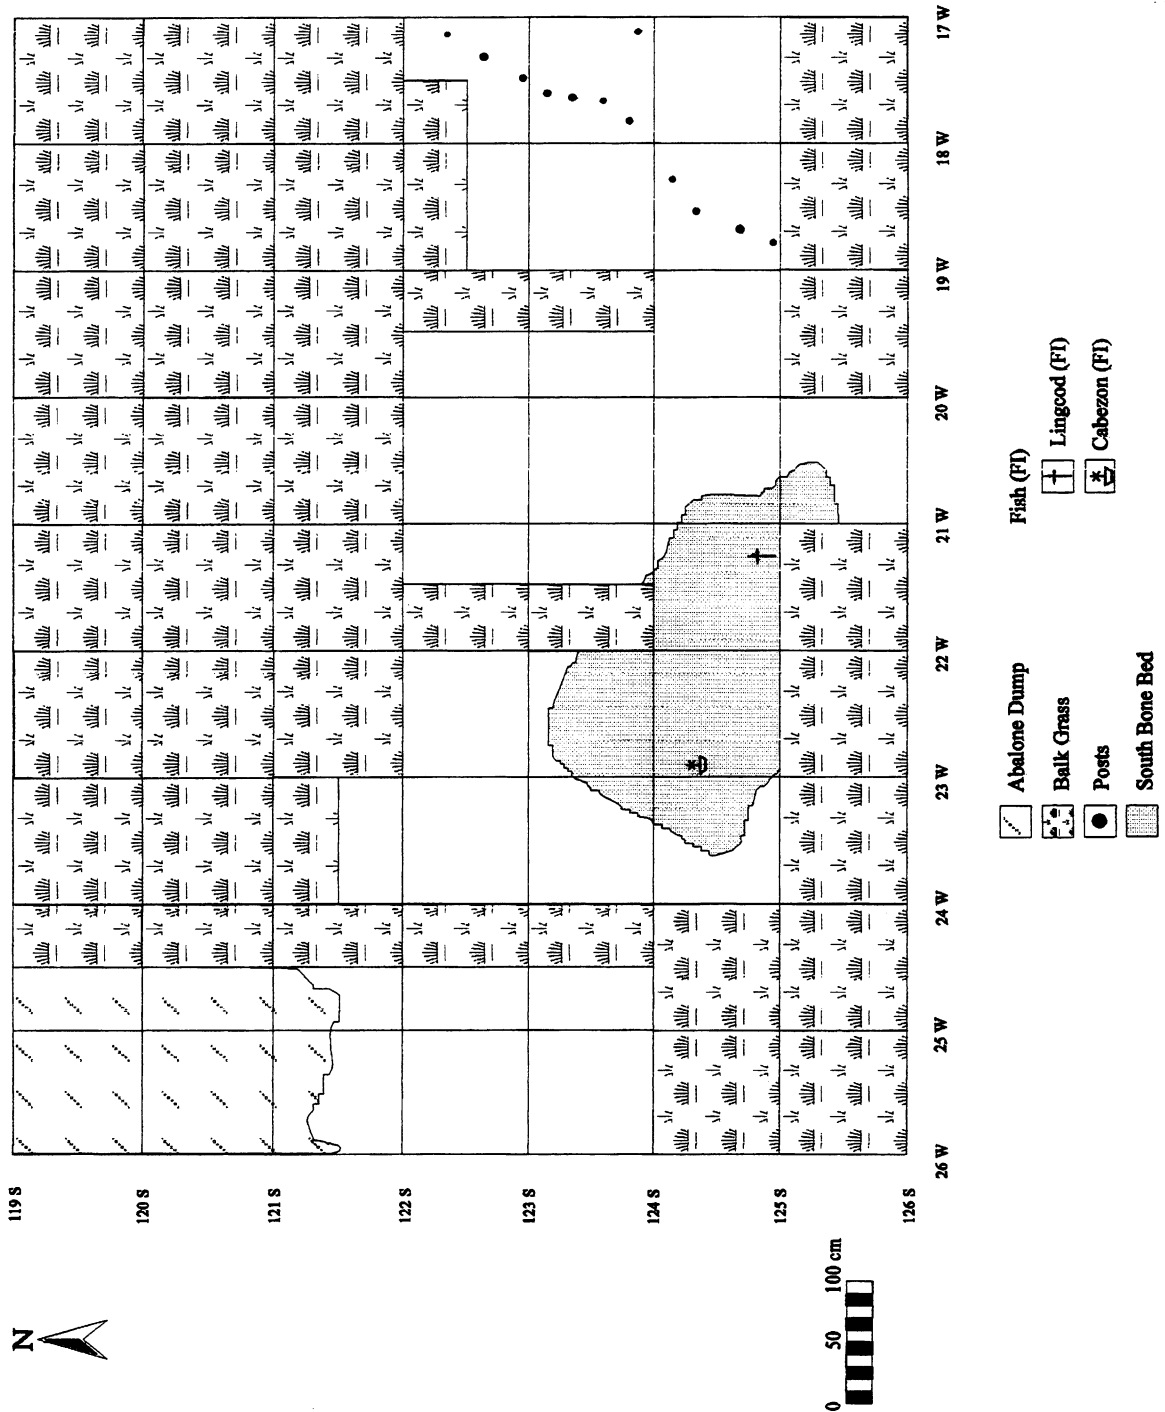 N
119 S
120 S
121 S
122 S
123 S
124 S
125 S
126 S
26 W
25 W
24 W
23 W
22 W
21 W
20 W
19 W
18 W
17 W
0
50
100 cm
Abalone Dump
Balk Grass
Posts
South Bone Bed
Fish (FI)
Lingcod (FI)
Cabezon (FI)